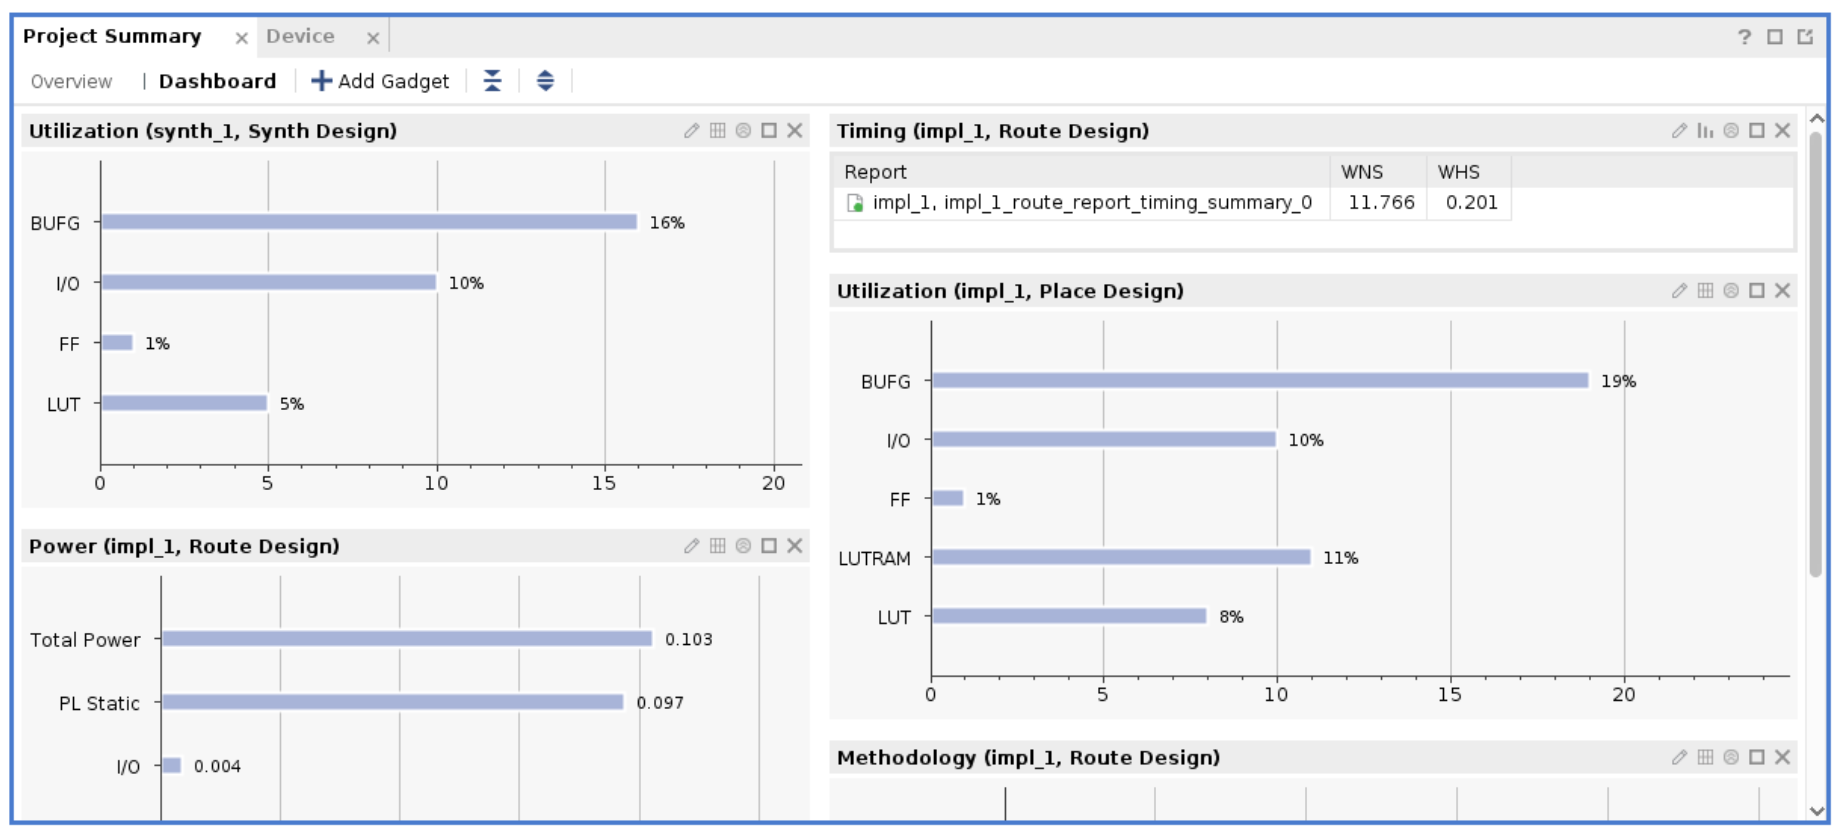 Project Summary Device ?
Overview | Dashboard Add Gadget
Utilization (synth_1, Synth Design)
BUFG 16%
I/O 10%
FF 1%
LUT 5%
0 5 10 15 20
Power (impl_1, Route Design)
Total Power 0.103
PL Static 0.097
I/O 0.004
Timing (impl_1, Route Design)
Report WNS WHS
impl_1, impl_1_route_report_timing_summary_0 11.766 0.201
Utilization (impl_1, Place Design)
BUFG 19%
I/O 10%
FF 1%
LUTRAM 11%
LUT 8%
0 5 10 15 20
Methodology (impl_1, Route Design)